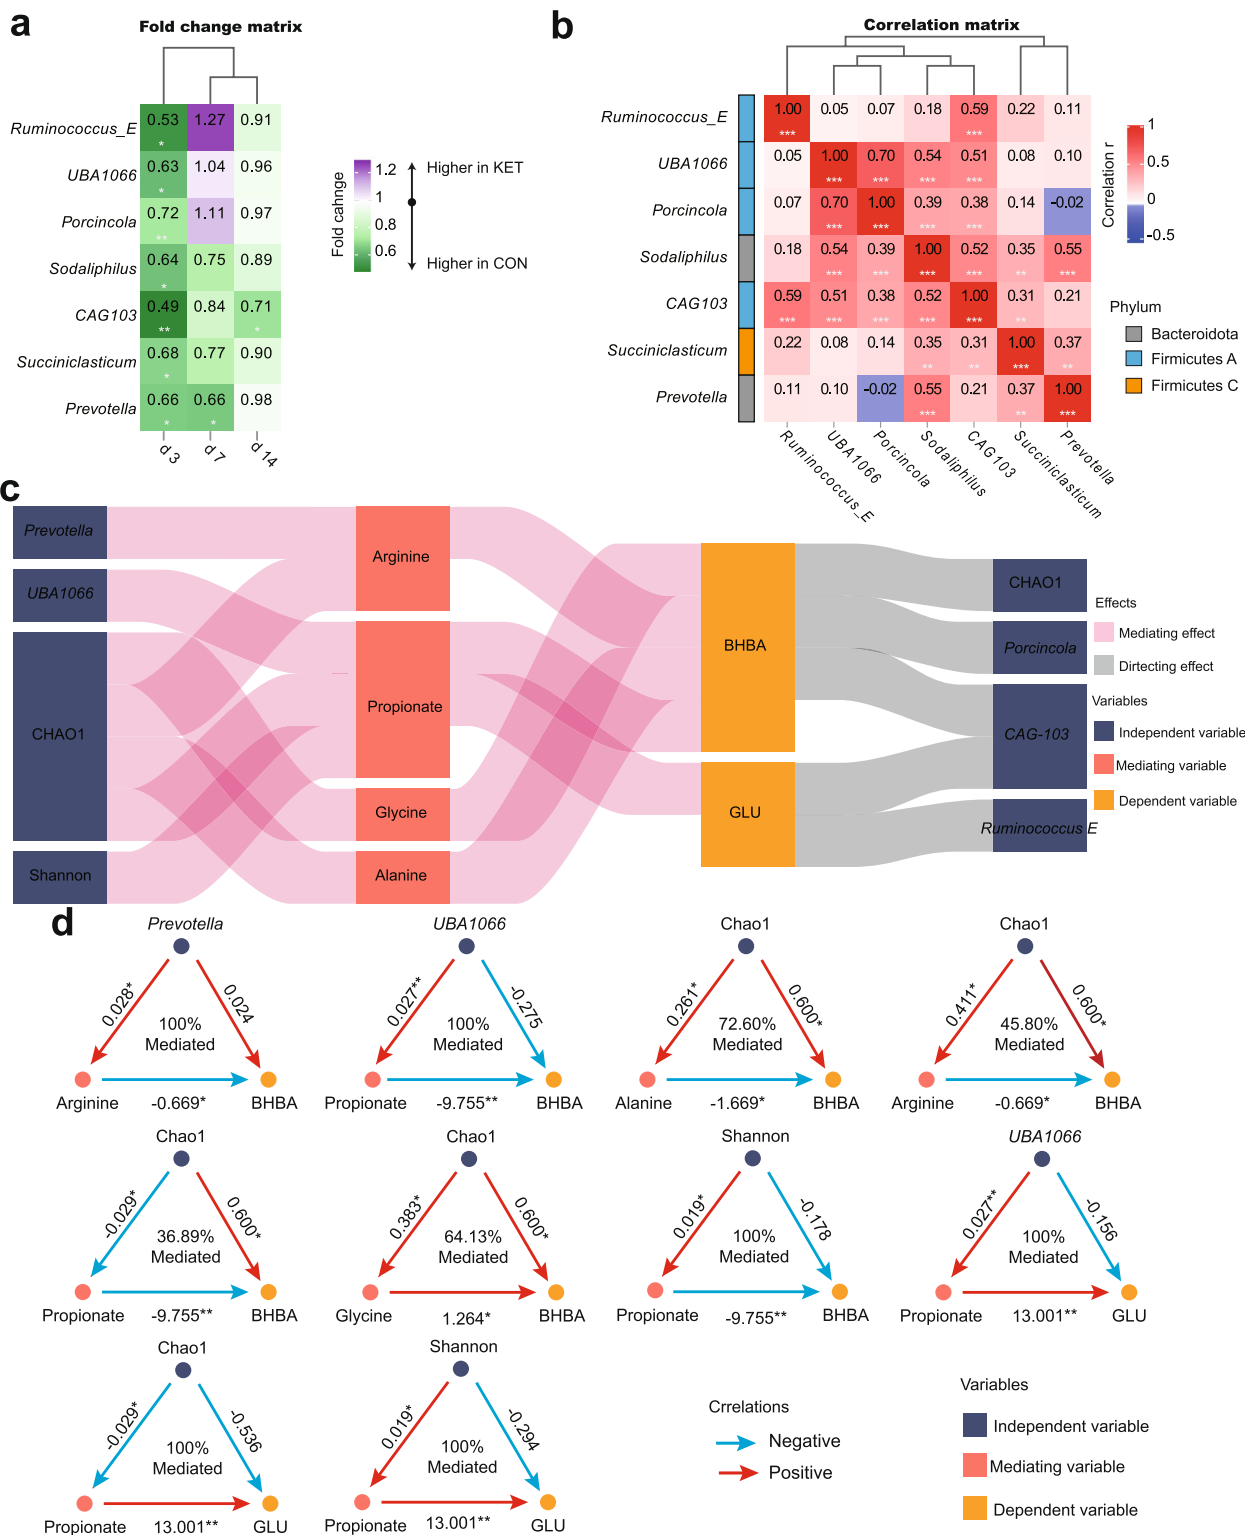 a
Fold change matrix
Ruminococcus_E 0.53 1.27 0.91
*
UBA1066 0.63 1.04 0.96
*
Porcincola 0.72 1.11 0.97
**
Sodaliphilus 0.64 0.75 0.89
*
CAG103 0.49 0.84 0.71
** *
Succiniclasticum 0.68 0.77 0.90
*
Prevotella 0.66 0.66 0.98
* *
d 3 d 7 d 14
Fold cahnge
1.2
1
0.8
0.6
Higher in KET
Higher in CON
b
Correlation matrix
Ruminococcus_E 1.00 0.05 0.07 0.18 0.59 0.22 0.11
*** ***
UBA1066 0.05 1.00 0.70 0.54 0.51 0.08 0.10
*** *** *** ***
Porcincola 0.07 0.70 1.00 0.39 0.38 0.14 -0.02
*** *** *** ***
Sodaliphilus 0.18 0.54 0.39 1.00 0.52 0.35 0.55
*** *** *** *** ** ***
CAG103 0.59 0.51 0.38 0.52 1.00 0.31 0.21
*** *** *** *** *** **
Succiniclasticum 0.22 0.08 0.14 0.35 0.31 1.00 0.37
** ** *** **
Prevotella 0.11 0.10 -0.02 0.55 0.21 0.37 1.00
*** ** ***
Ruminococcus_E
UBA1066
Porcincola
Sodaliphilus
CAG103
Succiniclasticum
Prevotella
Correlation r
1
0.5
0
-0.5
Phylum
Bacteroidota
Firmicutes A
Firmicutes C
c
Prevotella
UBA1066
CHAO1
Shannon
Arginine
Propionate
Glycine
Alanine
BHBA
GLU
CHAO1
Porcincola
CAG-103
Ruminococcus E
Effects
Mediating effect
Dirtecting effect
Variables
Independent variable
Mediating variable
Dependent variable
d
Prevotella
0.028*
0.024
100%
Mediated
Arginine
-0.669*
BHBA
UBA1066
0.027**
-0.275
100%
Mediated
Propionate
-9.755**
BHBA
Chao1
0.261*
0.600*
72.60%
Mediated
Alanine
-1.669*
BHBA
Chao1
0.411*
0.600*
45.80%
Mediated
Arginine
-0.669*
BHBA
Chao1
-0.029*
0.600*
36.89%
Mediated
Propionate
-9.755**
BHBA
Chao1
0.383*
0.600*
64.13%
Mediated
Glycine
1.264*
BHBA
Shannon
0.019*
-0.178
100%
Mediated
Propionate
-9.755**
BHBA
UBA1066
0.027**
-0.156
100%
Mediated
Propionate
13.001**
GLU
Chao1
-0.029*
-0.536
100%
Mediated
Propionate
13.001**
GLU
Shannon
0.019*
-0.294
100%
Mediated
Propionate
13.001**
GLU
Crrelations
Negative
Positive
Variables
Independent variable
Mediating variable
Dependent variable